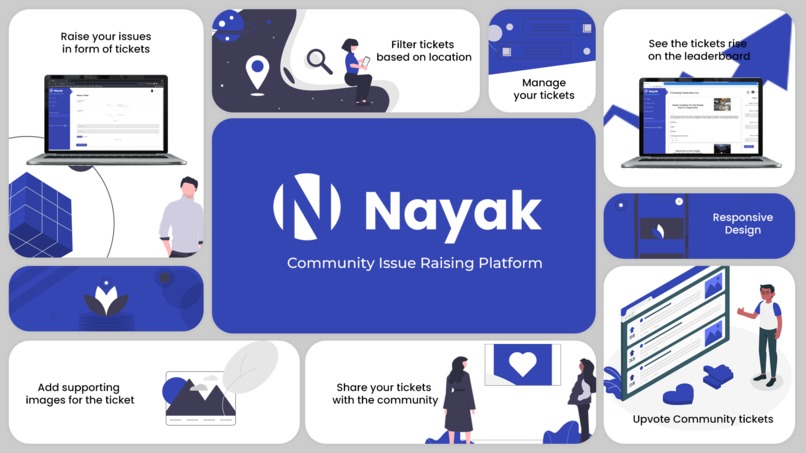 Raise your issues
in form of tickets
Filter tickets
based on location
Manage
your tickets
See the tickets rise
on the leaderboard
Nayak
Nayak
Nayak
Community Issue Raising Platform
Responsive
Design
Add supporting
images for the ticket
Share your tickets
with the community
Upvote Community tickets